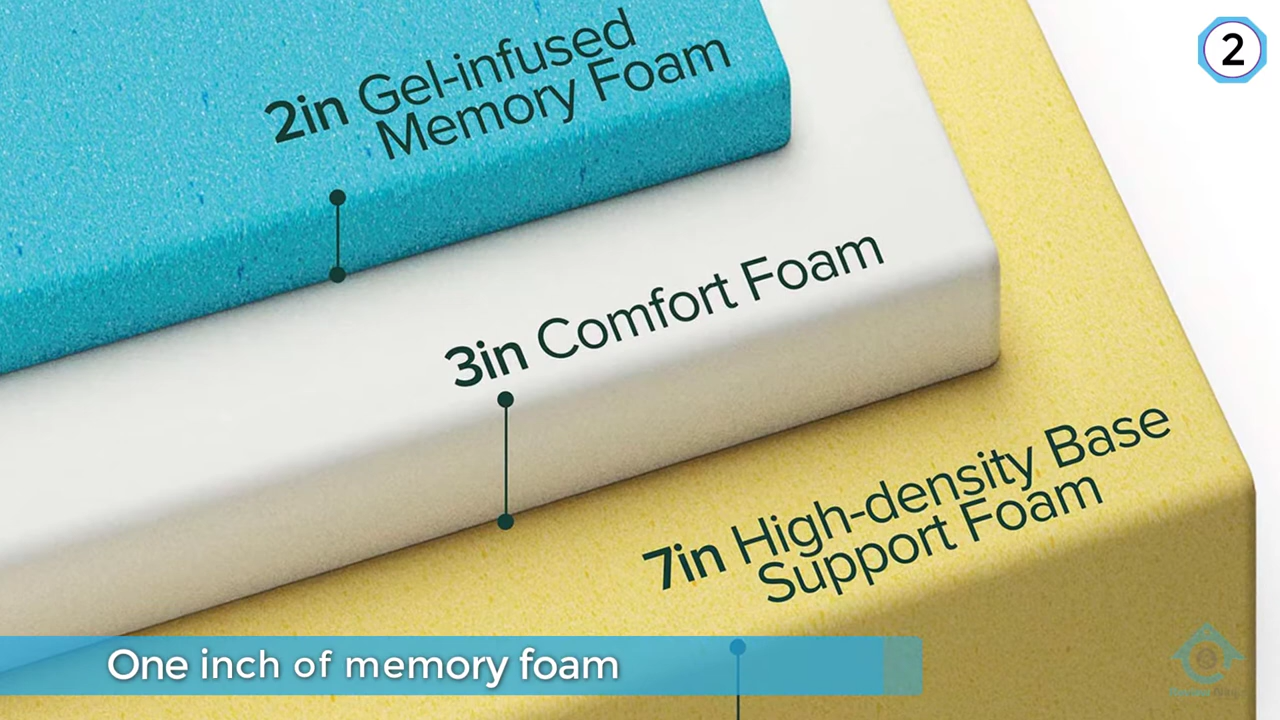 2
2in Gel-infused
Memory Foam
3in Comfort Foam
7in High-density Base
Support Foam
One inch of memory foam